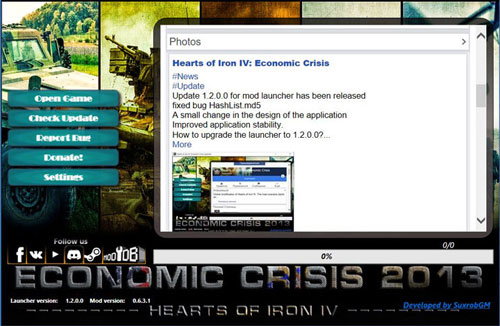 Photos
Hearts of Iron IV: Economic Crisis
#News
#Update
Update 1.2.0.0 for mod launcher has been released
fixed bug HashList.md5
A small change in the design of the application
Improved application stability.
How to upgrade the launcher to 1.2.0.0?...
More
Open Game
Check Update
Report Bug
Donate!
Settings
Follow us
0/0
0%
ECONOMIC CRISIS 2013
Launcher version: 1.2.0.0 Mod version: 0.6.3.1
HEARTS OF IRON IV
Developed by SuxrobGM